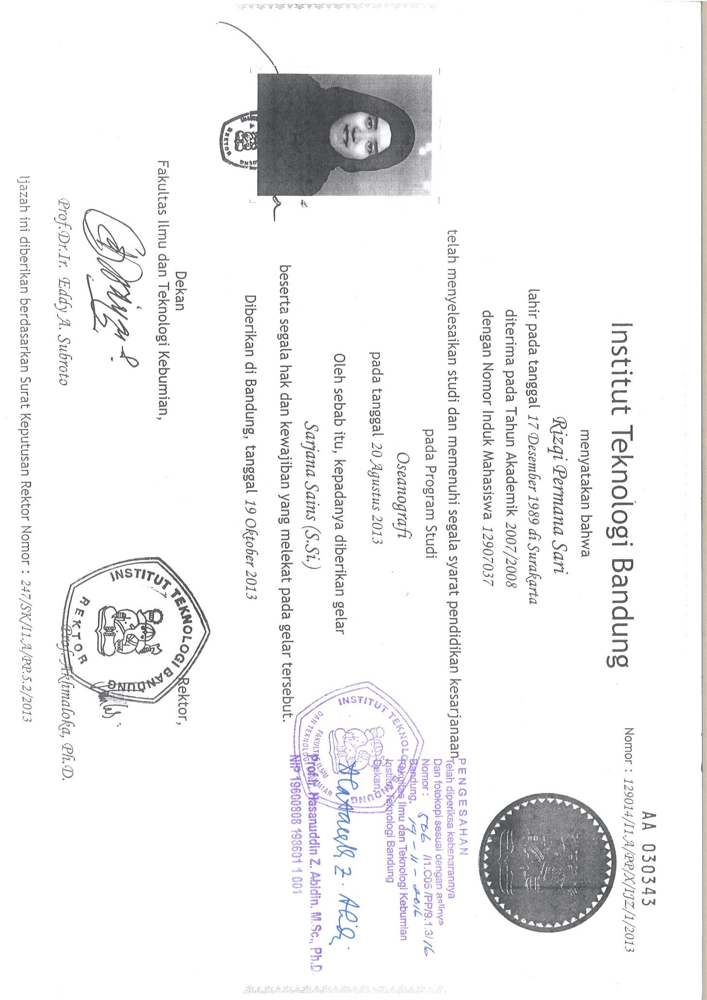 AA 030343
Nomor : 129014/I1.A/PP/X/IJZ/1/2013
Institut Teknologi Bandung
menyatakan bahwa
Rizqi Permana Sari
lahir pada tanggal 17 Desember 1989 di Surakarta
diterima pada Tahun Akademik 2007/2008
dengan Nomor Induk Mahasiswa 12907037
telah menyelesaikan studi dan memenuhi segala syarat pendidikan kesarjanaan
pada Program Studi
Oseanografi
pada tanggal 20 Agustus 2013
Oleh sebab itu, kepadanya diberikan gelar
Sarjana Sains (S.Si.)
beserta segala hak dan kewajiban yang melekat pada gelar tersebut.
Diberikan di Bandung, tanggal 19 Oktober 2013
PENGESAHAN
Telah diperiksa kebenarannya
Dan fotokopi sesuai dengan aslinya
Nomor : 506 /I1.C05 /PP/9.1.3/ 16
Bandung, 17 - 11 - 2016
Fakultas Ilmu dan Teknologi Kebumian
Institut Teknologi Bandung
Dekan,
INSTITUT TEKNOLOGI BANDUNG
FAKULTAS ILMU
DAN TEKNOLOGI KEBUMIAN
Prof. Ir. Hasanuddin Z. Abidin, M.Sc., Ph.D
NIP 19600808 198601 1 001
Dekan
Fakultas Ilmu dan Teknologi Kebumian,
Prof.Dr.Ir. Eddy A. Subroto
Rektor,
INSTITUT TEKNOLOGI BANDUNG
REKTOR
Prof. Akhmaloka, Ph.D.
REKTOR
Ijazah ini diberikan berdasarkan Surat Keputusan Rektor Nomor : 247/SK/I1.A/PP.5.2/2013